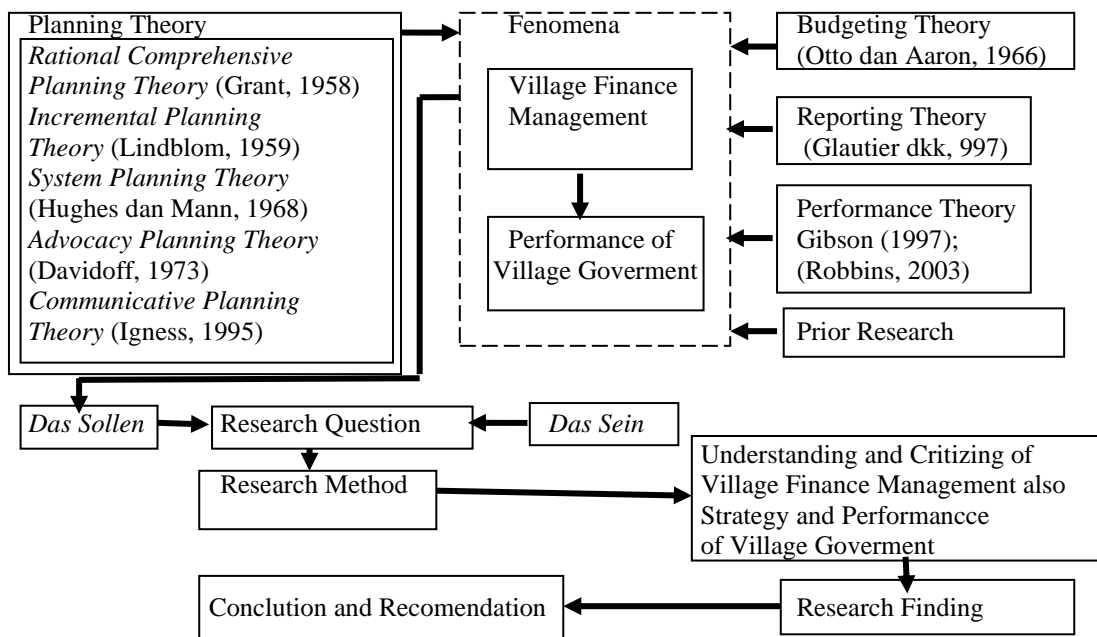 Planning Theory
Rational Comprehensive
Planning Theory (Grant, 1958)
Incremental Planning
Theory (Lindblom, 1959)
System Planning Theory
(Hughes dan Mann, 1968)
Advocacy Planning Theory
(Davidoff, 1973)
Communicative Planning
Theory (Igness, 1995)
Fenomena
Village Finance
Management
Performance of
Village Goverment
Budgeting Theory
(Otto dan Aaron, 1966)
Reporting Theory
(Glautier dkk, 997)
Performance Theory
Gibson (1997);
(Robbins, 2003)
Prior Research
Das Sollen
Research Question
Das Sein
Research Method
Understanding and Critizing of
Village Finance Management also
Strategy and Performancce
of Village Goverment
Conclution and Recomendation
Research Finding